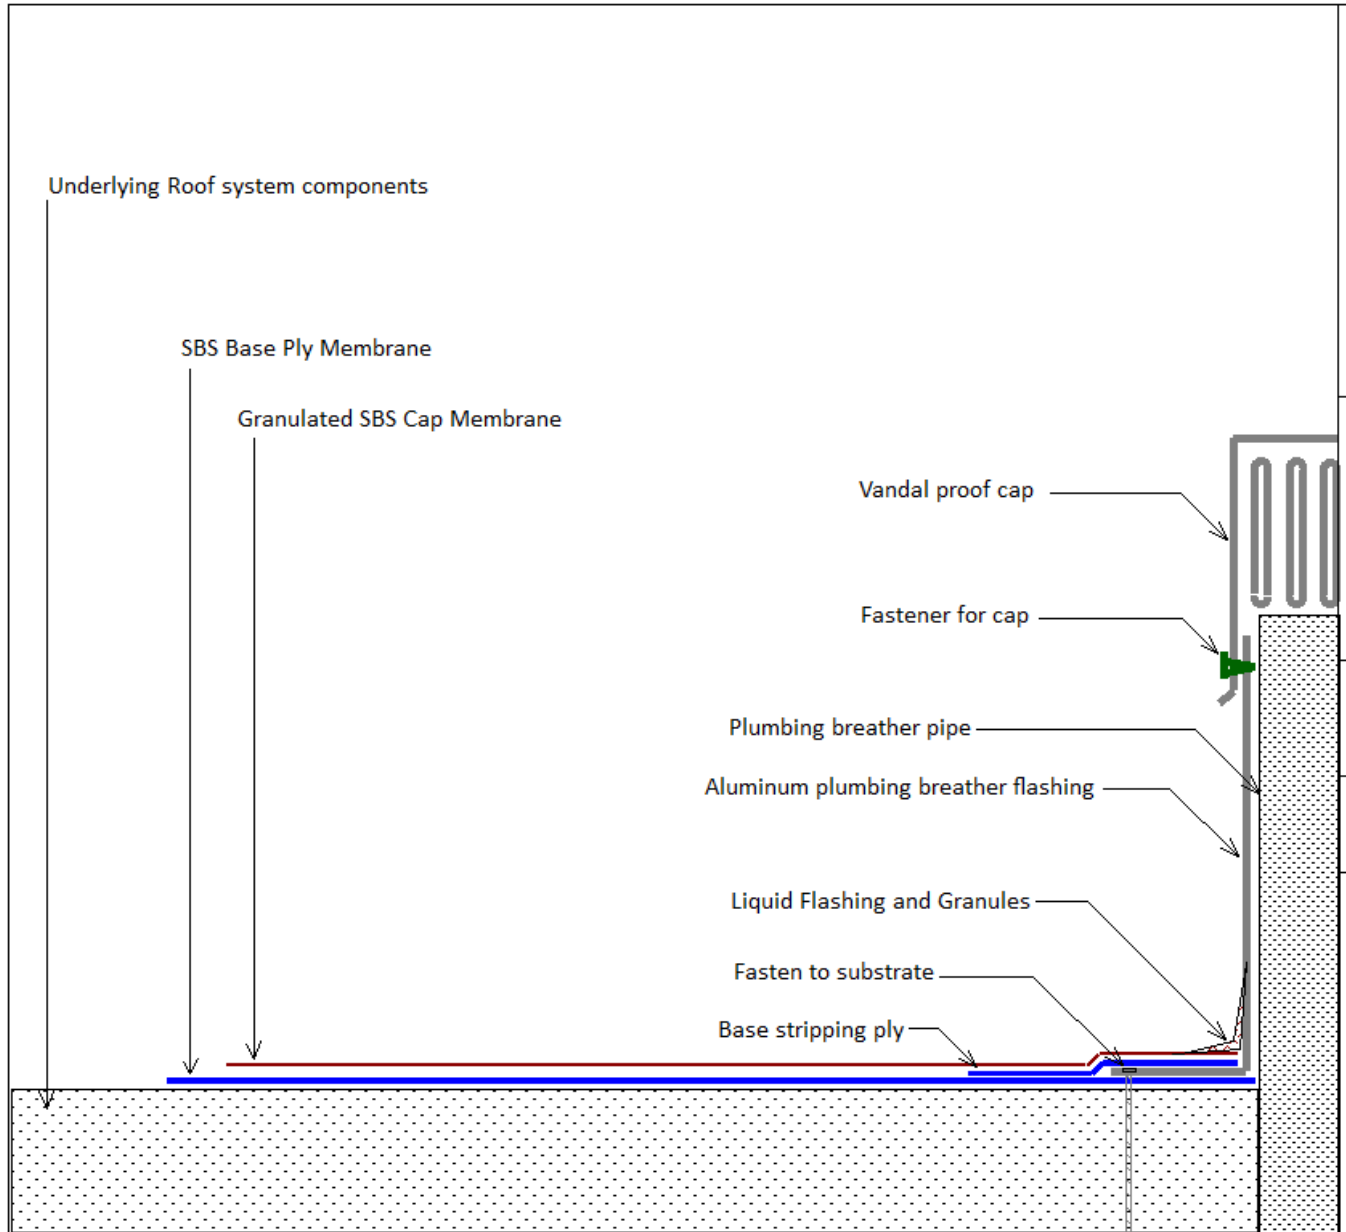 Underlying Roof system components
SBS Base Ply Membrane
Granulated SBS Cap Membrane
Vandal proof cap
Fastener for cap
Plumbing breather pipe
Aluminum plumbing breather flashing
Liquid Flashing and Granules
Fasten to substrate
Base stripping ply